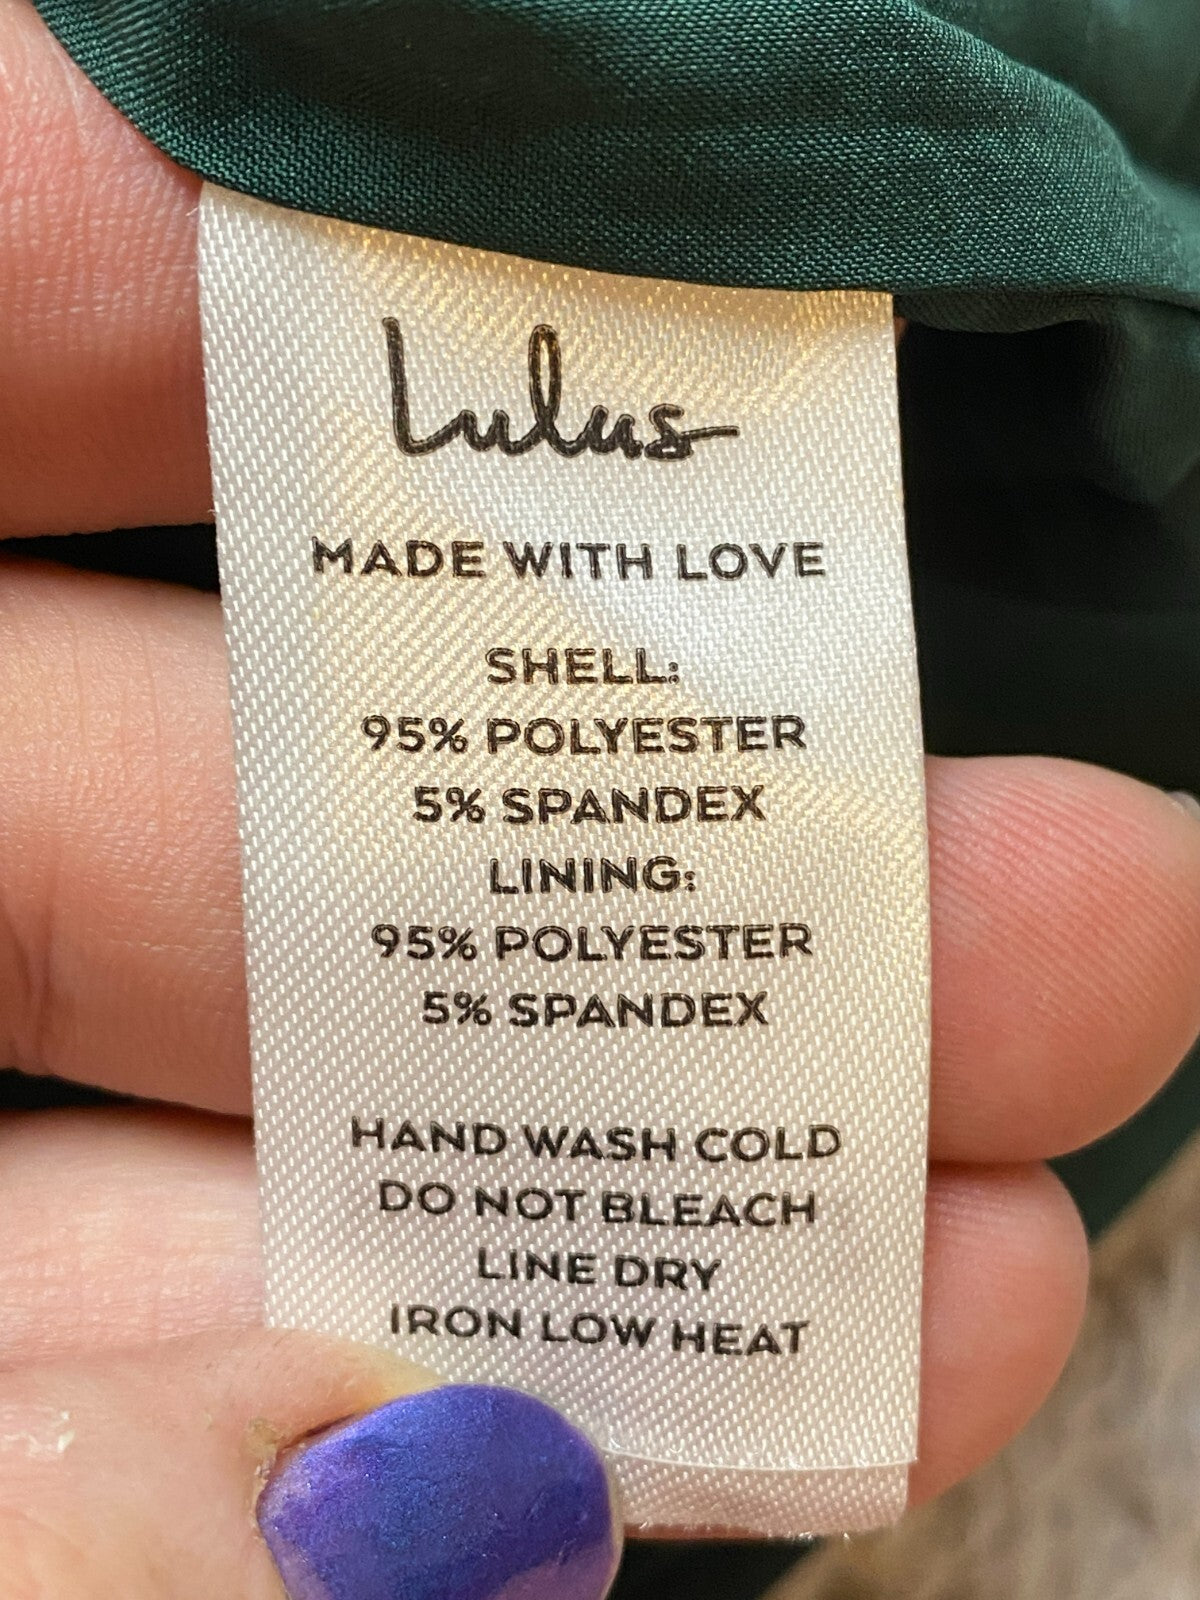 Lulus
MADE WITH LOVE
SHELL:
95% POLYESTER
5% SPANDEX
LINING:
95% POLYESTER
5% SPANDEX
HAND WASH COLD
DO NOT BLEACH
LINE DRY
IRON LOW HEAT